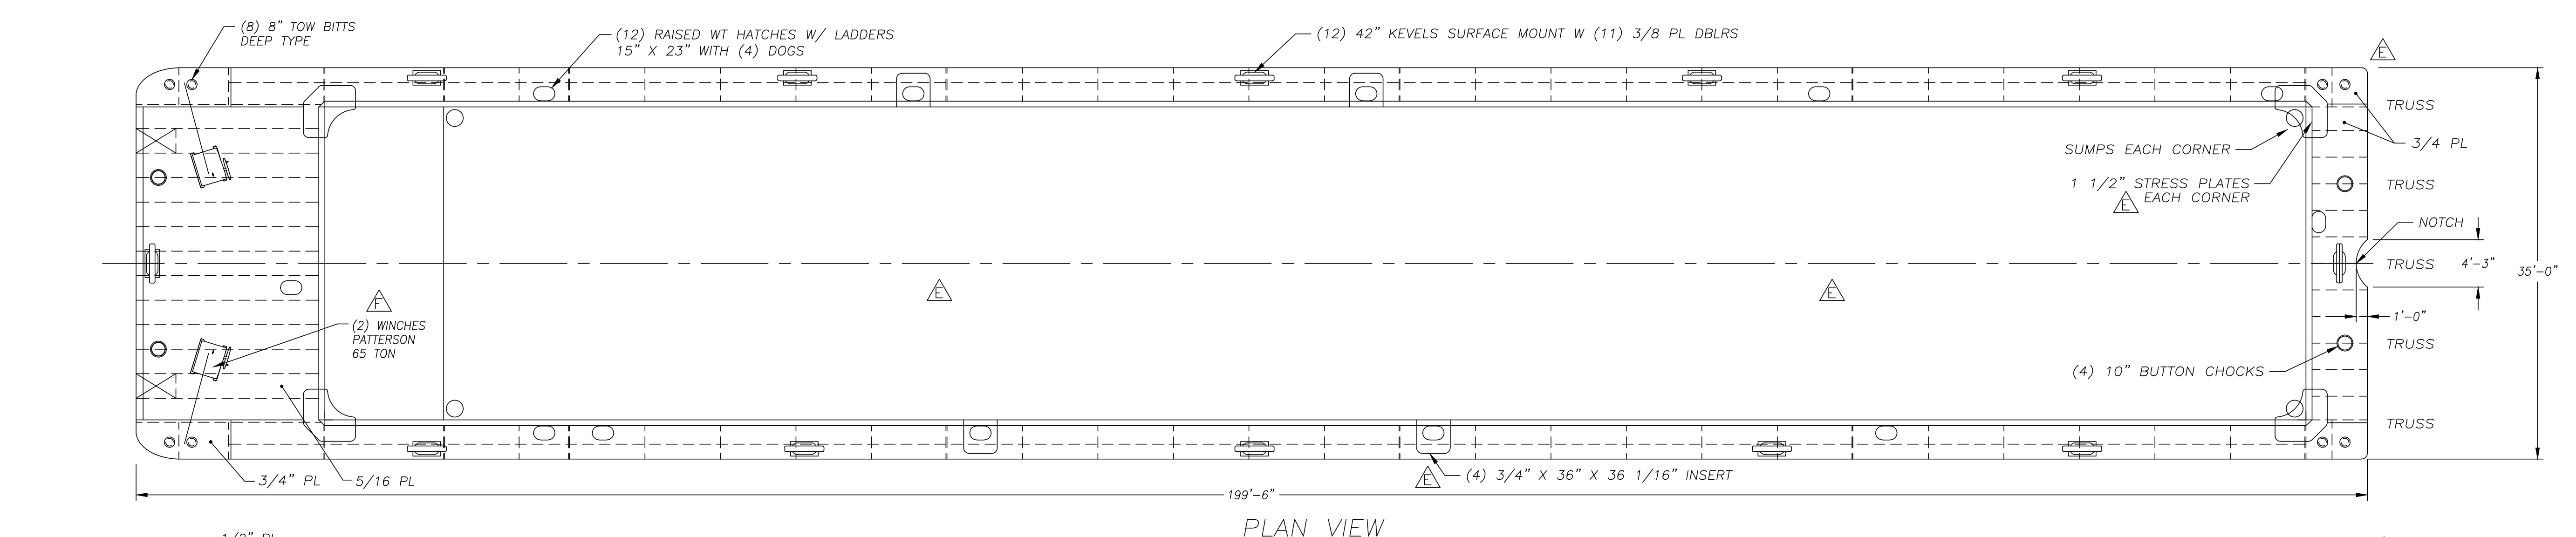 (8) 8" TOW BITTS
DEEP TYPE
(12) RAISED WT HATCHES W/ LADDERS
15" X 23" WITH (4) DOGS
(12) 42" KEVELS SURFACE MOUNT W (11) 3/8 PL DBLRS
E
TRUSS
3/4 PL
SUMPS EACH CORNER
TRUSS
1 1/2" STRESS PLATES
E EACH CORNER
NOTCH
TRUSS
4'-3"
35'-0"
E
E
F
(2) WINCHES
PATTERSON
65 TON
1'-0"
TRUSS
(4) 10" BUTTON CHOCKS
TRUSS
3/4" PL
5/16 PL
E
(4) 3/4" X 36" X 36 1/16" INSERT
199'-6"
PLAN VIEW
1/2" PL